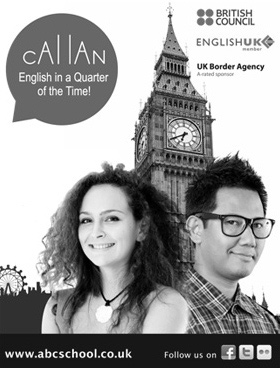 cAllAN
English in a Quarter
of the Time!
BRITISH
COUNCIL
ENGLISHUK
member
UK Border Agency
A-rated sponsor
www.abcschool.co.uk
Follow us on